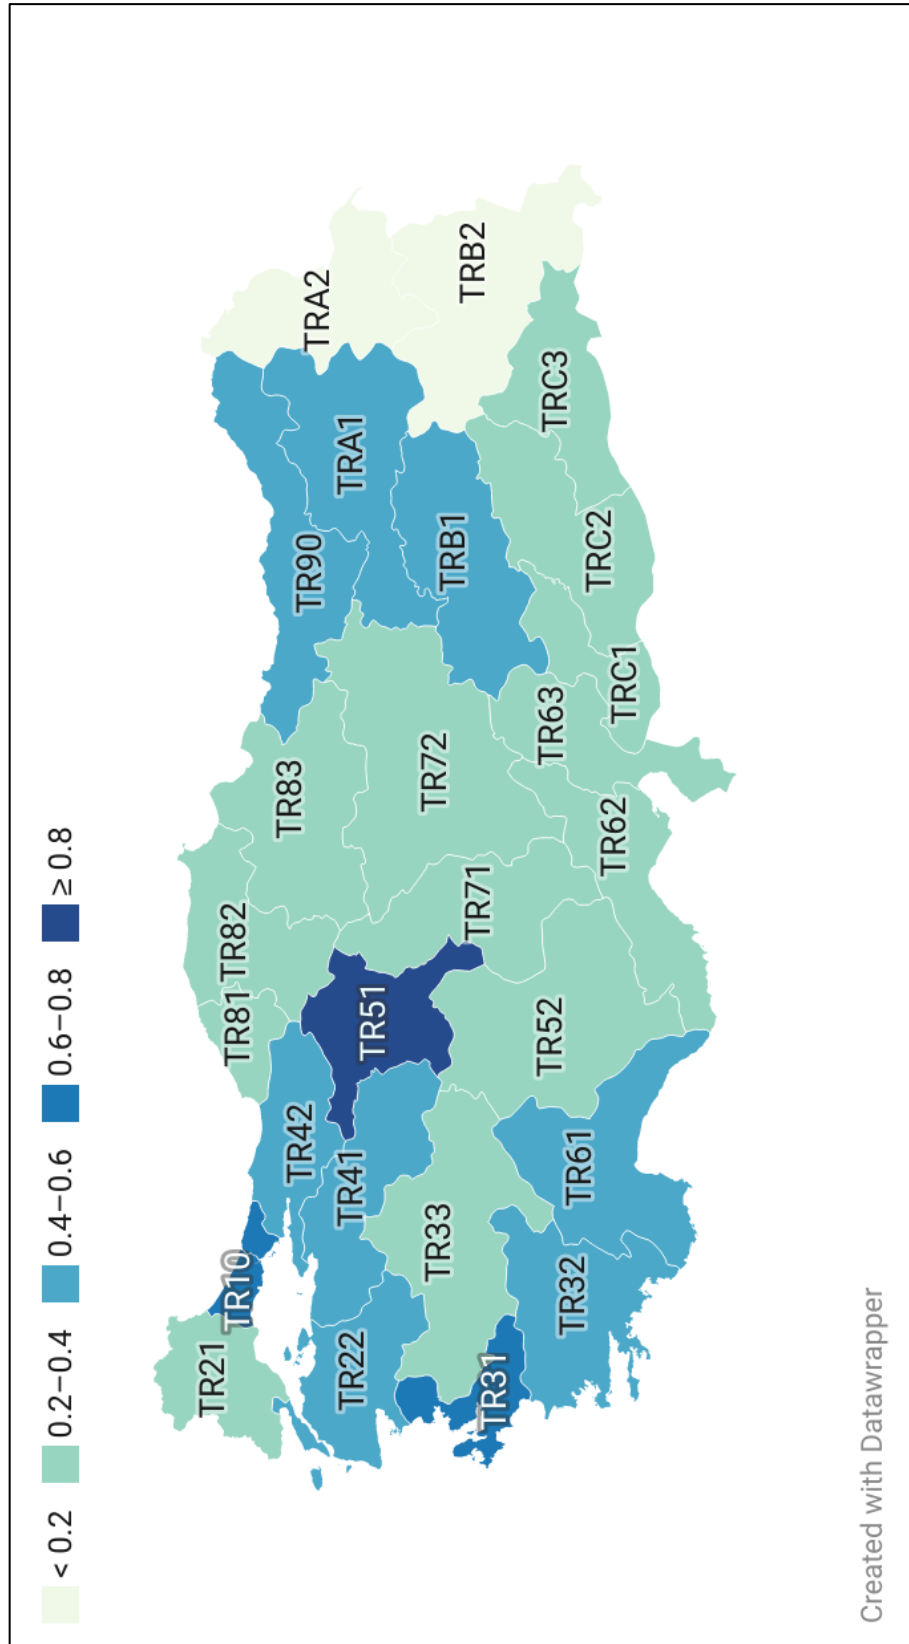 < 0.2 0.2–0.4 0.4–0.6 0.6–0.8 ≥ 0.8
TR21
TR10
TR22
TR31
TR32
TR33
TR41
TR42
TR61
TR51
TR52
TR81
TR82
TR71
TR83
TR72
TR62
TR63
TR90
TRC1
TRC2
TRB1
TRA1
TRC3
TRA2
TRB2
Created with Datawrapper